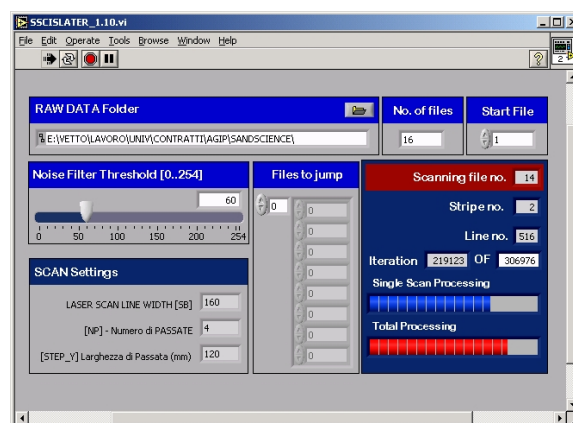 SSCISLATER_1.10.vi
File Edit Operate Tools Browse Window Help
2
RAW DATA Folder
No. of files
Start File
E:\VETTO\LAVORO\UNIV\CONTRATTI\AGIP\SANDSCIENCE\
16
1
Noise Filter Threshold [0..254]
60
0 50 100 150 200 254
Files to jump
0
0
0
0
0
0
0
0
0
Scanning file no. 14
Stripe no. 2
Line no. 516
Iteration 219123 OF 306976
Single Scan Processing
Total Processing
SCAN Settings
LASER SCAN LINE WIDTH [SB] 160
[NP] - Numero di PASSATE 4
[STEP_Y] Larghezza di Passata (mm) 120